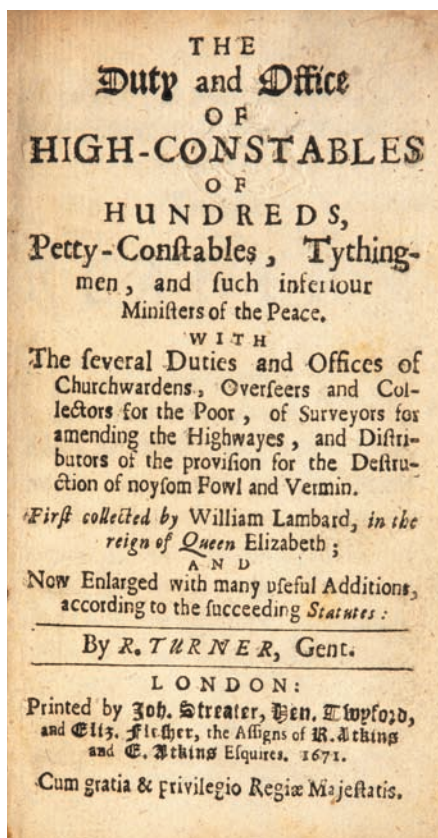 THE
Duty and Office
OF
HIGH-CONSTABLES
OF
HUNDREDS,
Petty-Conſtables, Tything-
men, and ſuch inferiour
Miniſters of the Peace.
WITH
The ſeveral Duties and Offices of
Churchwardens, Overſeers and Col-
lectors for the Poor, of Surveyors for
amending the Highwayes, and Diſtri-
butors of the proviſion for the Deſtru-
ction of noyſom Fowl and Vermin.
Firſt collected by William Lambard, in the
reign of Queen Elizabeth;
AND
Now Enlarged with many uſeful Additions,
according to the ſucceeding Statutes:
By R. TURNER, Gent.
LONDON:
Printed by Joh. Streater, Hen. Twyford,
and Eliz. Fleſher, the Aſſigns of R. Atkins
and E. Atkins Eſquires. 1671.
Cum gratia & privilegio Regiæ Majeſtatis.